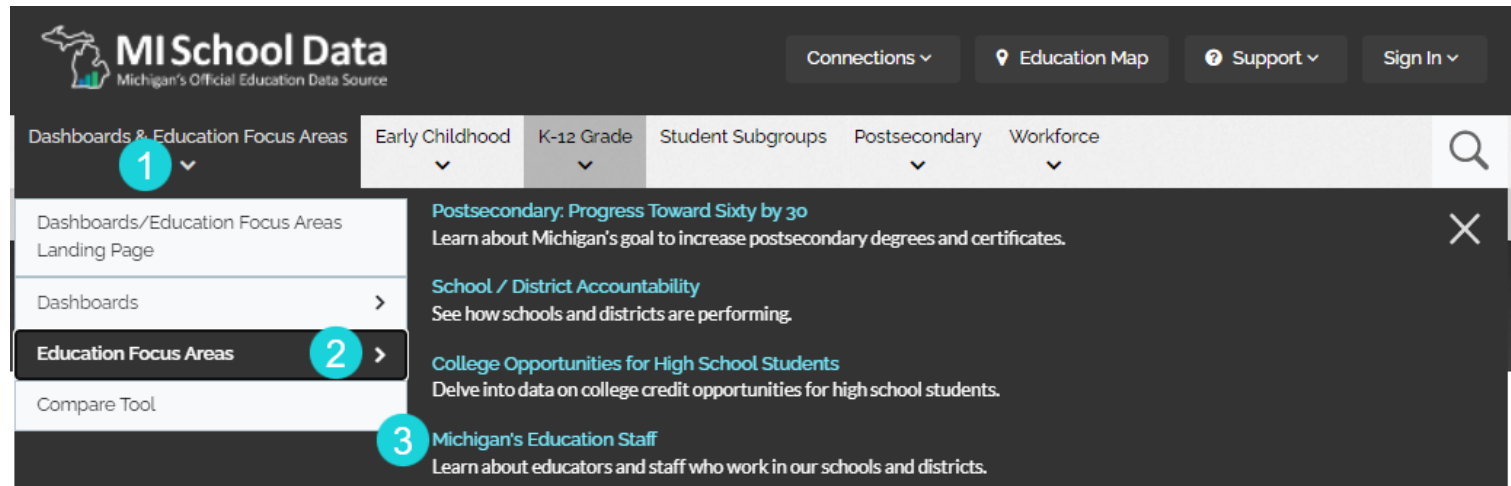 MI School Data
Michigan's Official Education Data Source
Connections
Education Map
Support
Sign In
Dashboards & Education Focus Areas
Early Childhood
K-12 Grade
Student Subgroups
Postsecondary
Workforce
1
Dashboards/Education Focus Areas
Landing Page
Dashboards
Education Focus Areas
2
Compare Tool
Postsecondary: Progress Toward Sixty by 30
Learn about Michigan's goal to increase postsecondary degrees and certificates.
School / District Accountability
See how schools and districts are performing.
College Opportunities for High School Students
Delve into data on college credit opportunities for high school students.
3
Michigan's Education Staff
Learn about educators and staff who work in our schools and districts.